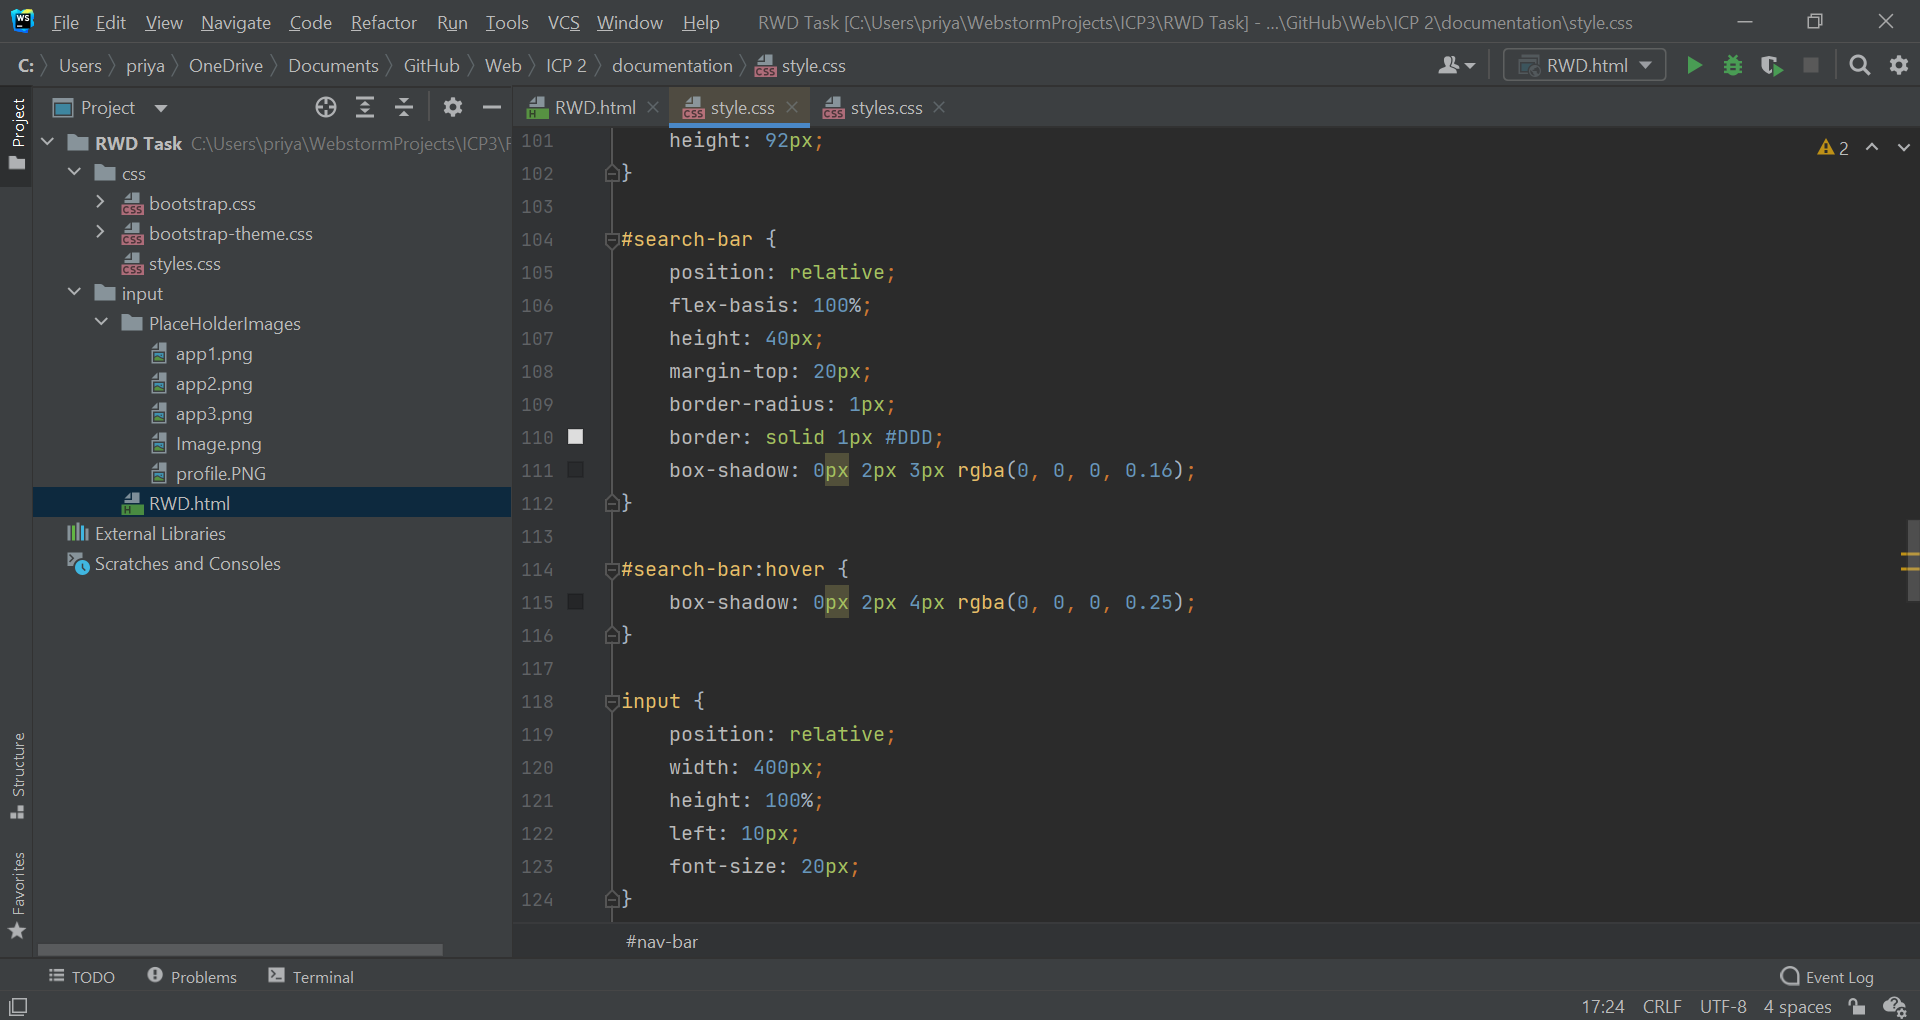 WS File Edit View Navigate Code Refactor Run Tools VCS Window Help RWD Task [C:\Users\priya\WebstormProjects\ICP3\RWD Task] - ...\GitHub\Web\ICP 2\documentation\style.css
C: Users priya OneDrive Documents GitHub Web ICP 2 documentation style.css RWD.html
Project
Project
RWD Task C:\Users\priya\WebstormProjects\ICP3\
css
bootstrap.css
bootstrap-theme.css
styles.css
input
PlaceHolderImages
app1.png
app2.png
app3.png
Image.png
profile.PNG
RWD.html
External Libraries
Scratches and Consoles
Structure
Favorites
RWD.html style.css styles.css
2
101 height: 92px;
102 }
103
104 #search-bar {
105 position: relative;
106 flex-basis: 100%;
107 height: 40px;
108 margin-top: 20px;
109 border-radius: 1px;
110 border: solid 1px #DDD;
111 box-shadow: 0px 2px 3px rgba(0, 0, 0, 0.16);
112 }
113
114 #search-bar:hover {
115 box-shadow: 0px 2px 4px rgba(0, 0, 0, 0.25);
116 }
117
118 input {
119 position: relative;
120 width: 400px;
121 height: 100%;
122 left: 10px;
123 font-size: 20px;
124 }
#nav-bar
TODO Problems Terminal Event Log
17:24 CRLF UTF-8 4 spaces